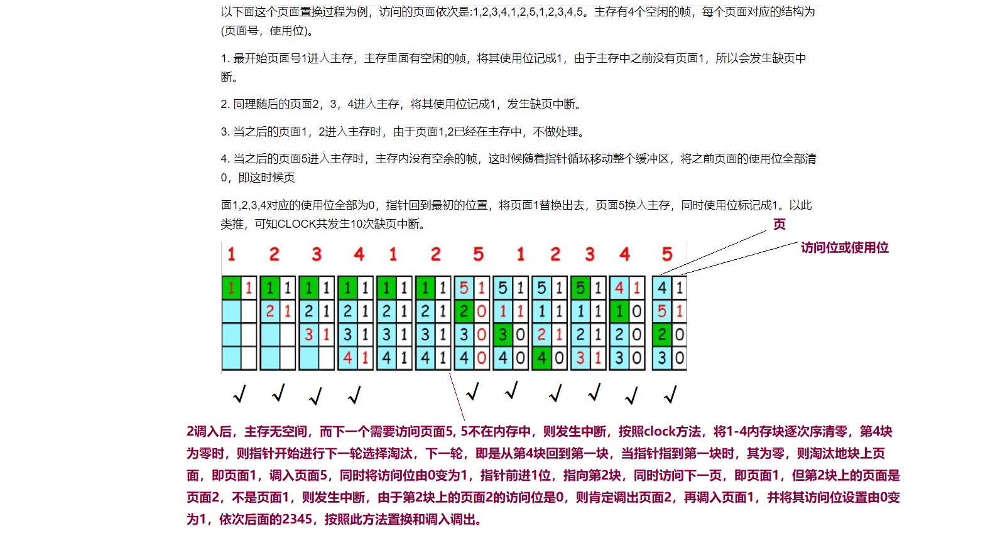 以下面这个页面置换过程为例，访问的页面依次是:1,2,3,4,1,2,5,1,2,3,4,5。主存有4个空闲的帧，每个页面对应的结构为
(页面号，使用位)。
1. 最开始页面号1进入主存，主存里面有空闲的帧，将其使用位记成1，由于主存中之前没有页面1，所以会发生缺页中
断。
2. 同理随后的页面2，3，4进入主存，将其使用位记成1，发生缺页中断。
3. 当之后的页面1，2进入主存时，由于页面1,2已经在主存中，不做处理。
4. 当之后的页面5进入主存时，主存内没有空余的帧，这时候随着指针循环移动整个缓冲区，将之前页面的使用位全部清
0，即这时候页
面1,2,3,4对应的使用位全部为0，指针回到最初的位置，将页面1替换出去，页面5换入主存，同时使用位标记成1。以此
类推，可知CLOCK共发生10次缺页中断。
页
访问位或使用位
1 2 3 4 1 2 5 1 2 3 4 5
1 1 1 1 1 1 1 1 1 1 1 1 5 1 5 1 5 1 5 1 4 1 4 1
2 1 2 1 2 1 2 1 2 1 2 0 1 1 1 1 1 1 1 0 5 1
3 1 3 1 3 1 3 1 3 0 3 0 2 1 2 1 2 0 2 0
4 1 4 1 4 1 4 0 4 0 4 0 3 1 3 0 3 0
√ √ √ √ √ √ √ √ √ √
2调入后，主存无空间，而下一个需要访问页面5, 5不在内存中，则发生中断，按照clock方法，将1-4内存块逐次序清零，第4块
为零时，则指针开始进行下一轮选择淘汰，下一轮，即是从第4块回到第一块，当指针指到第一块时，其为零，则淘汰地块上页
面，即页面1，调入页面5，同时将访问位由0变为1，指针前进1位，指向第2块，同时访问下一页，即页面1，但第2块上的页面是
页面2，不是页面1，则发生中断，由于第2块上的页面2的访问位是0，则肯定调出页面2，再调入页面1，并将其访问位设置由0变
为1，依次后面的2345，按照此方法置换和调入调出。